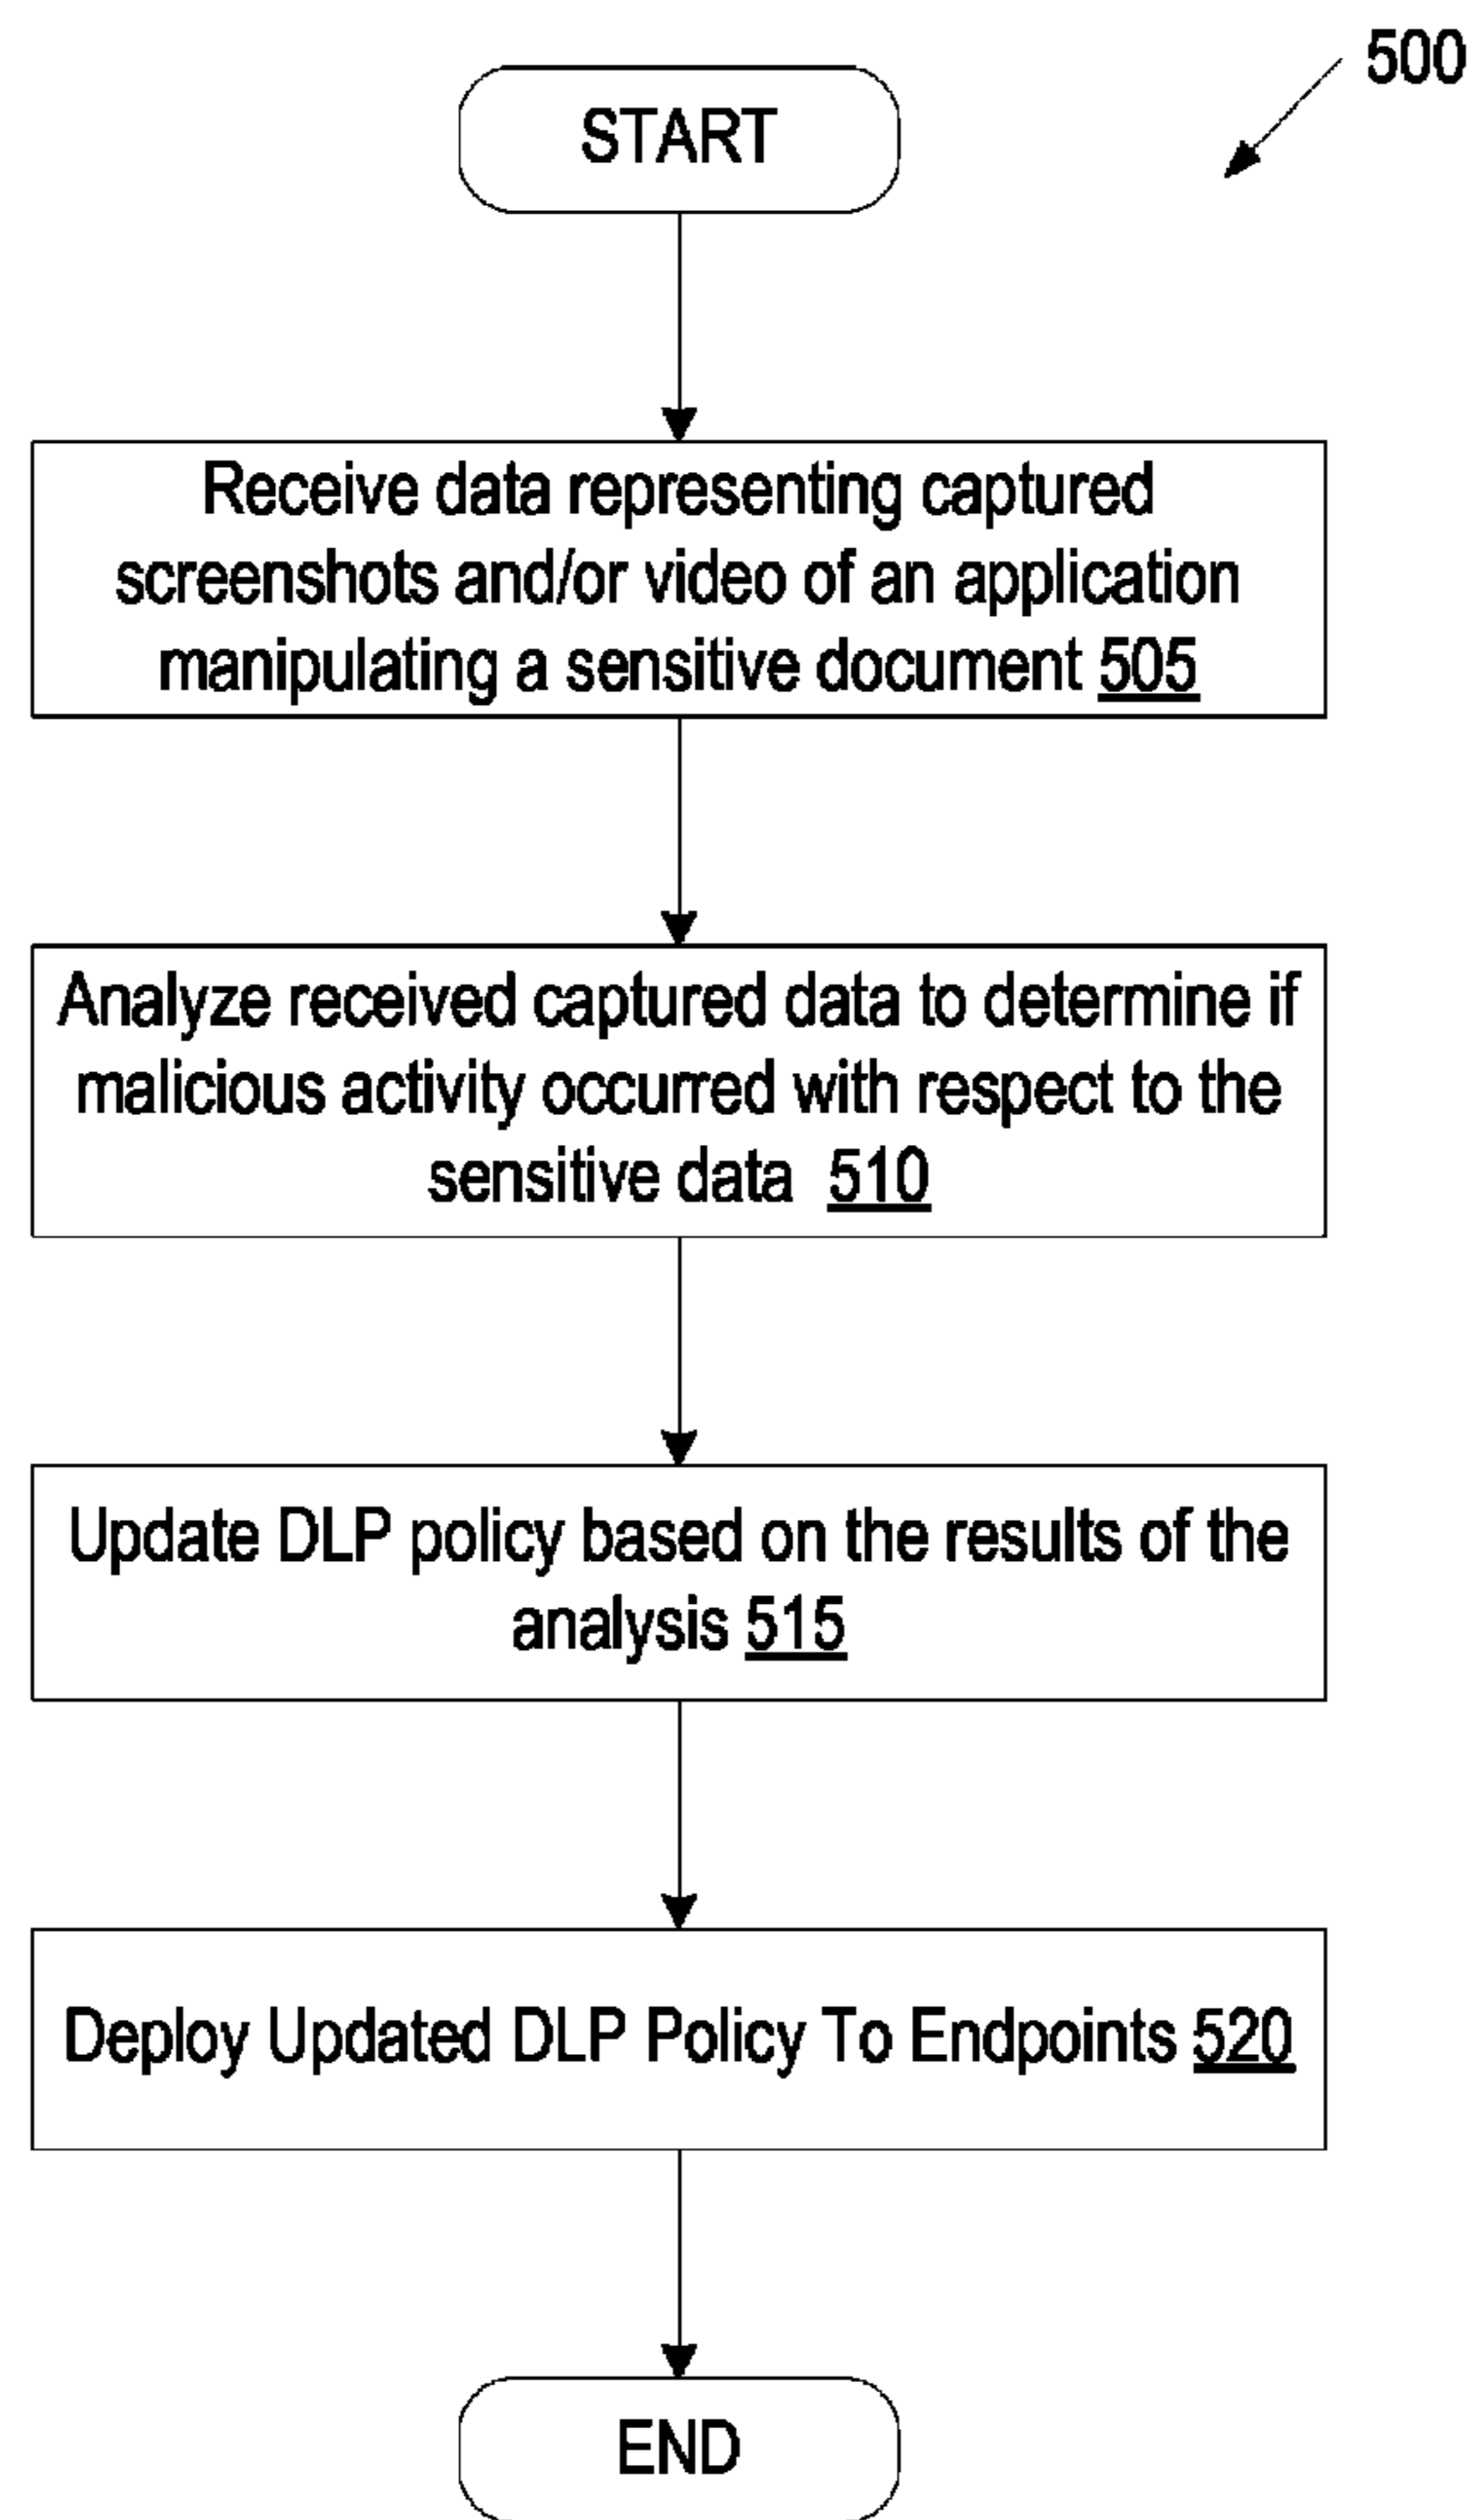 500
START
Receive data representing captured
screenshots and/or video of an application
manipulating a sensitive document 505
Analyze received captured data to determine if
malicious activity occurred with respect to the
sensitive data 510
Update DLP policy based on the results of the
analysis 515
Deploy Updated DLP Policy To Endpoints 520
END